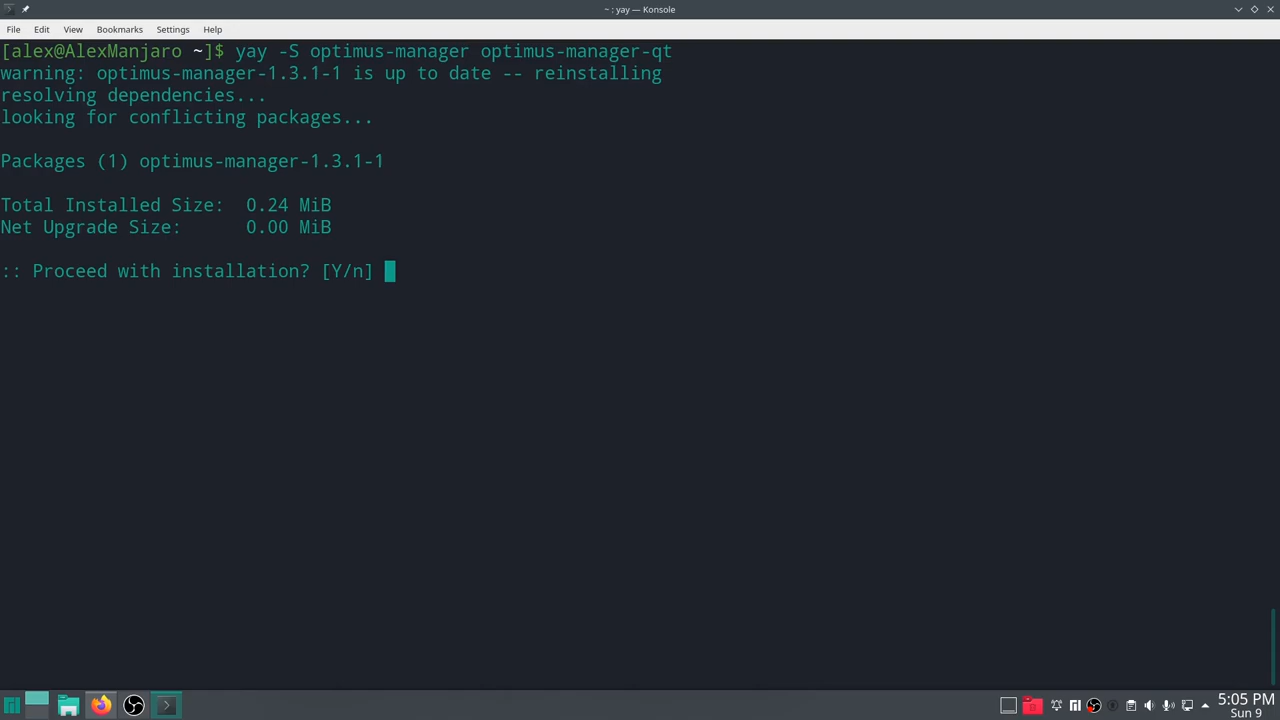 ~ : yay — Konsole
File Edit View Bookmarks Settings Help
[alex@AlexManjaro ~]$ yay -S optimus-manager optimus-manager-qt
warning: optimus-manager-1.3.1-1 is up to date -- reinstalling
resolving dependencies...
looking for conflicting packages...
Packages (1) optimus-manager-1.3.1-1
Total Installed Size:  0.24 MiB
Net Upgrade Size:      0.00 MiB
:: Proceed with installation? [Y/n]
5:05 PM
Sun 9